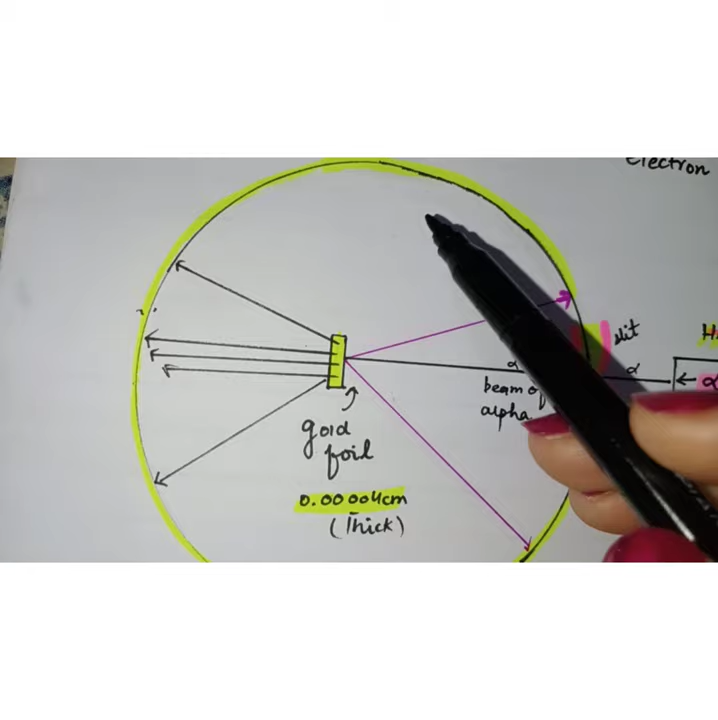 electron
slit
α
α
beam of
alpha
gold
foil
0.00004cm
(Thick)